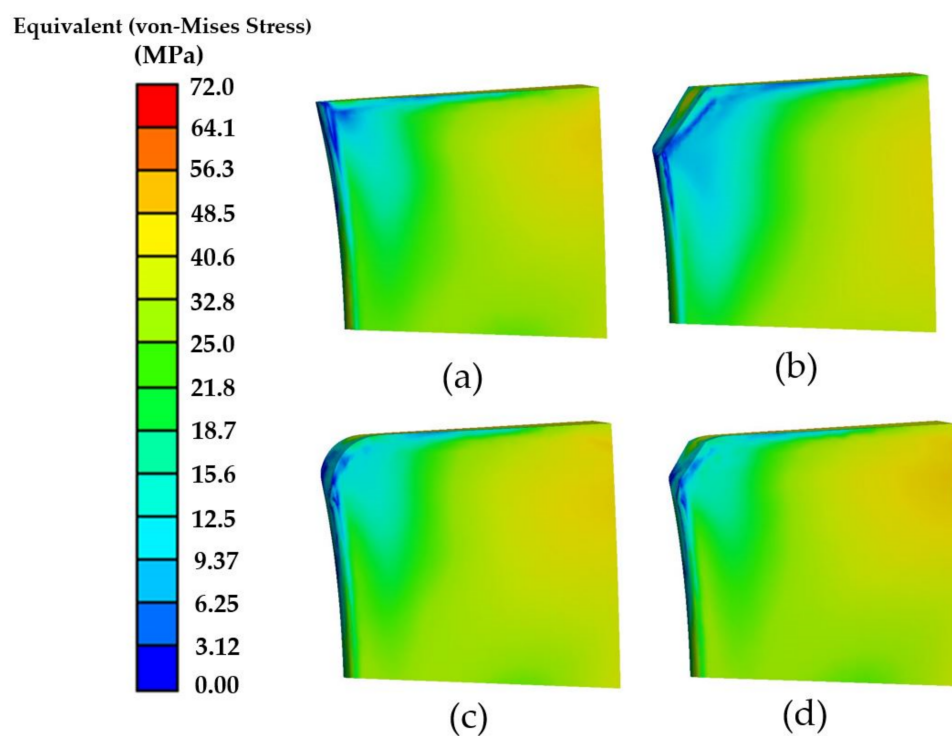 Equivalent (von-Mises Stress)
(MPa)
72.0
64.1
56.3
48.5
40.6
32.8
25.0
21.8
18.7
15.6
12.5
9.37
6.25
3.12
0.00
(a)
(b)
(c)
(d)